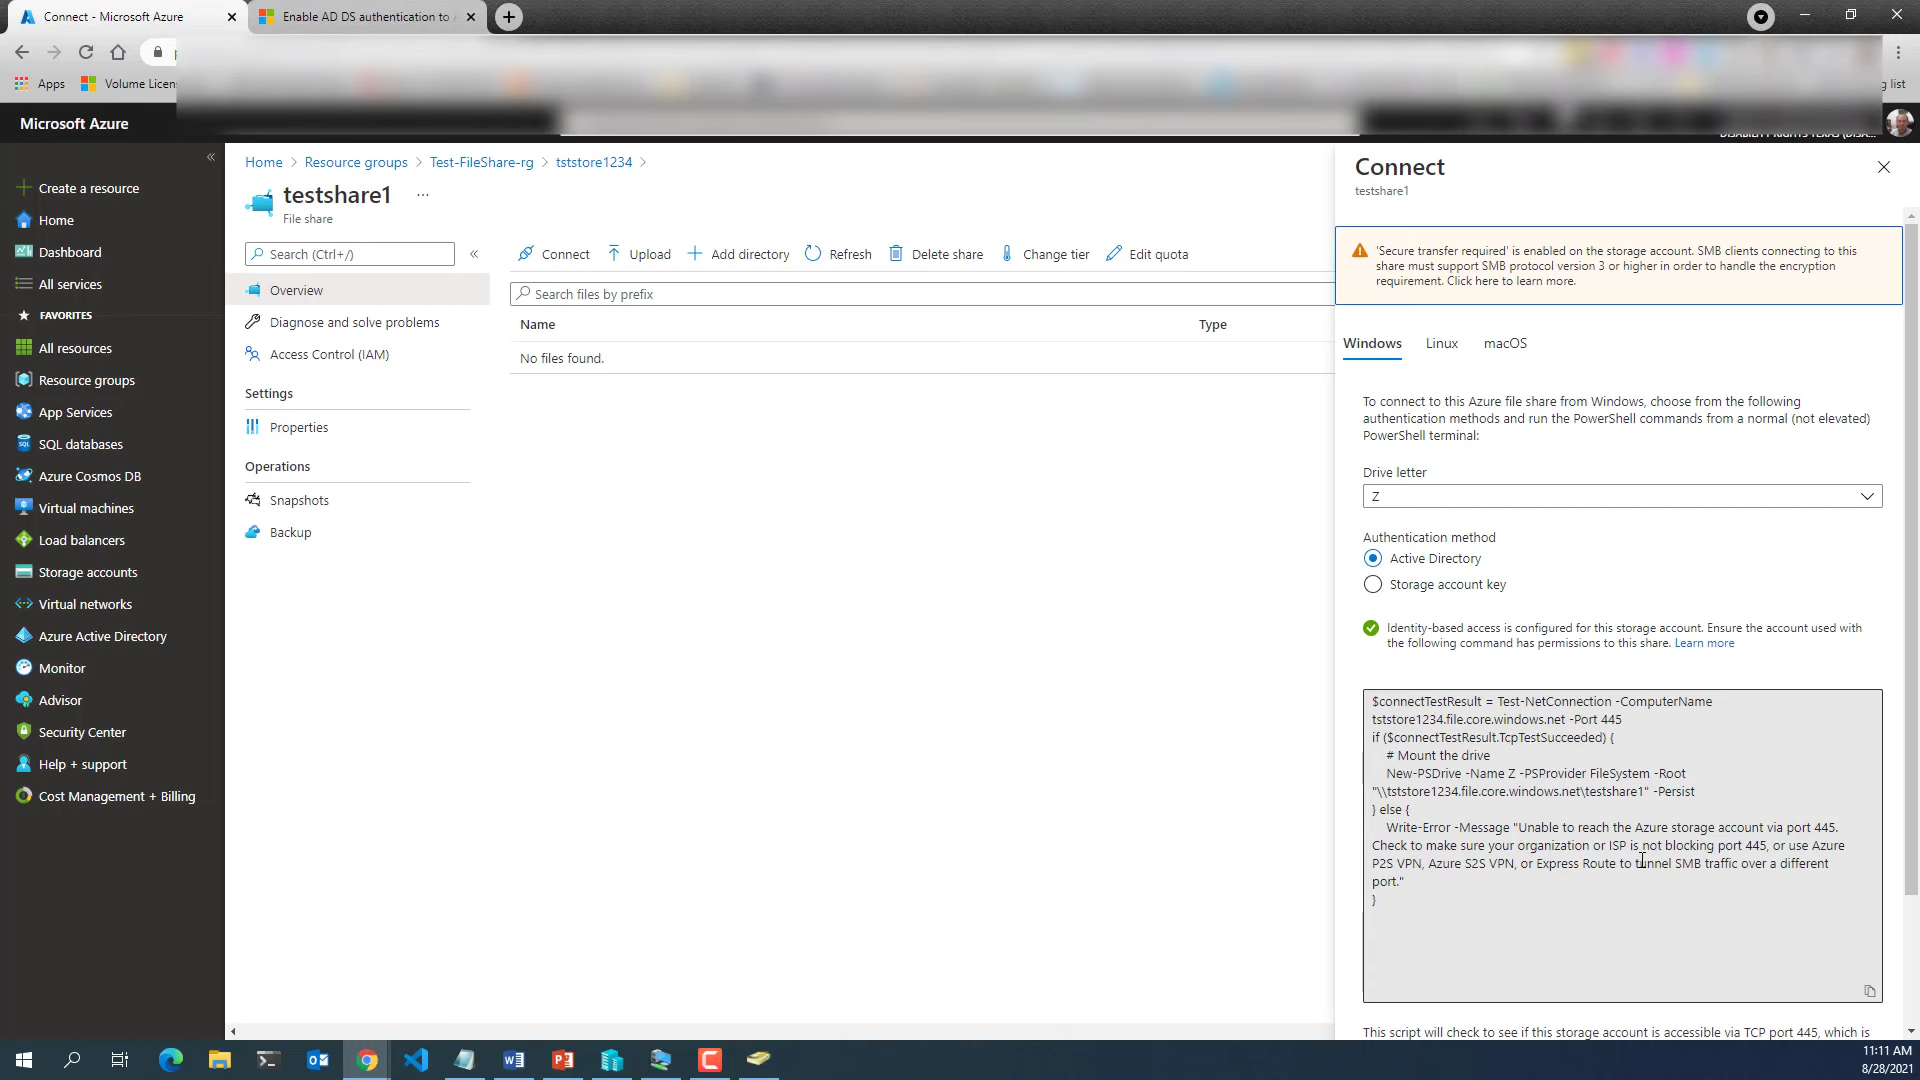 Connect - Microsoft Azure
Enable AD DS authentication to
Apps
Volume Licen
g list
Microsoft Azure
Create a resource
Home
Dashboard
All services
FAVORITES
All resources
Resource groups
App Services
SQL databases
Azure Cosmos DB
Virtual machines
Load balancers
Storage accounts
Virtual networks
Azure Active Directory
Monitor
Advisor
Security Center
Help + support
Cost Management + Billing
Home > Resource groups > Test-FileShare-rg > tststore1234 >
testshare1 ...
File share
Search (Ctrl+/)
Overview
Diagnose and solve problems
Access Control (IAM)
Settings
Properties
Operations
Snapshots
Backup
Connect Upload Add directory Refresh Delete share Change tier Edit quota
Search files by prefix
Name Type
No files found.
Connect
testshare1
'Secure transfer required' is enabled on the storage account. SMB clients connecting to this
share must support SMB protocol version 3 or higher in order to handle the encryption
requirement. Click here to learn more.
Windows Linux macOS
To connect to this Azure file share from Windows, choose from the following
authentication methods and run the PowerShell commands from a normal (not elevated)
PowerShell terminal:
Drive letter
Z
Authentication method
Active Directory
Storage account key
Identity-based access is configured for this storage account. Ensure the account used with
the following command has permissions to this share. Learn more
$connectTestResult = Test-NetConnection -ComputerName
tststore1234.file.core.windows.net -Port 445
if ($connectTestResult.TcpTestSucceeded) {
# Mount the drive
New-PSDrive -Name Z -PSProvider FileSystem -Root
"\\tststore1234.file.core.windows.net\testshare1" -Persist
} else {
Write-Error -Message "Unable to reach the Azure storage account via port 445.
Check to make sure your organization or ISP is not blocking port 445, or use Azure
P2S VPN, Azure S2S VPN, or Express Route to tunnel SMB traffic over a different
port."
}
This script will check to see if this storage account is accessible via TCP port 445, which is
11:11 AM
8/28/2021